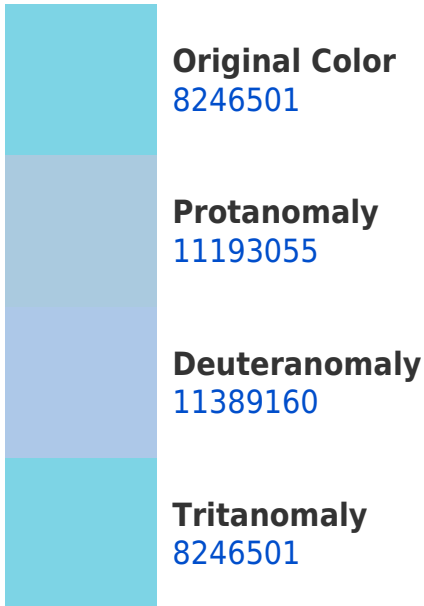 Original Color
8246501
Protanomaly
11193055
Deuteranomaly
11389160
Tritanomaly
8246501